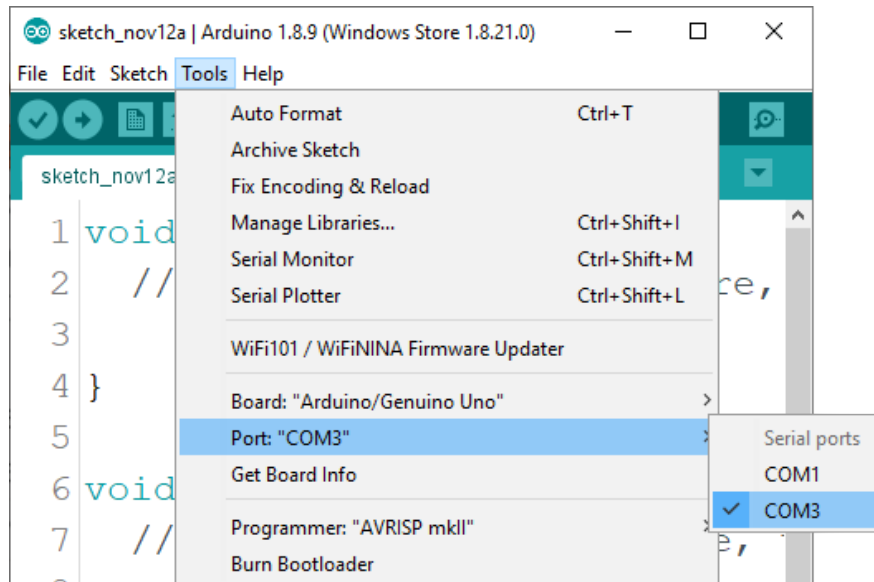 sketch_nov12a | Arduino 1.8.9 (Windows Store 1.8.21.0)
File Edit Sketch Tools Help
Auto Format Ctrl+T
Archive Sketch
sketch_nov12a
Fix Encoding & Reload
1 void
Manage Libraries... Ctrl+Shift+I
Serial Monitor Ctrl+Shift+M
2 // re,
Serial Plotter Ctrl+Shift+L
3
WiFi101 / WiFiNINA Firmware Updater
4 }
Board: "Arduino/Genuino Uno"
5
Port: "COM3"
Serial ports
6 void
Get Board Info
COM1
COM3
7 //
Programmer: "AVRISP mkII"
Burn Bootloader